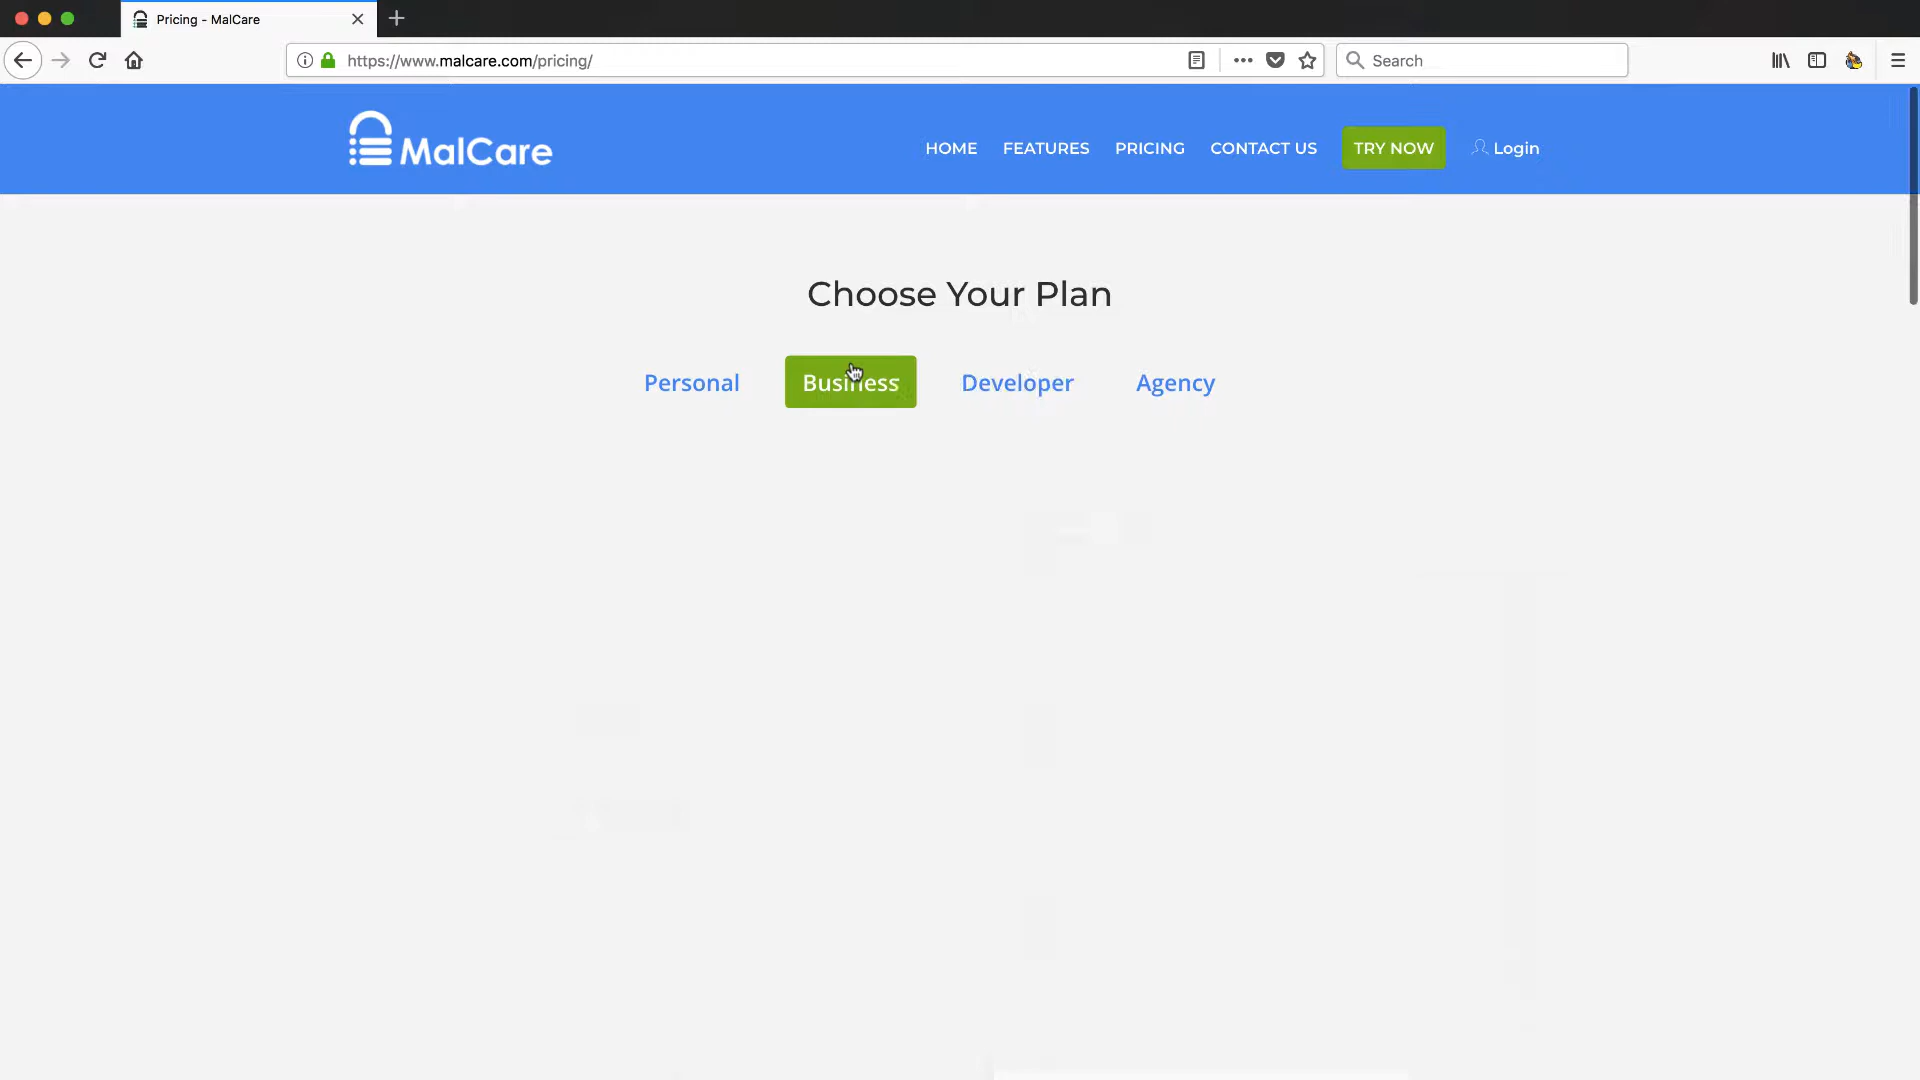 Pricing - MalCare
https://www.malcare.com/pricing/
Search
MalCare
HOME
FEATURES
PRICING
CONTACT US
TRY NOW
Login
Choose Your Plan
Personal
Business
Developer
Agency